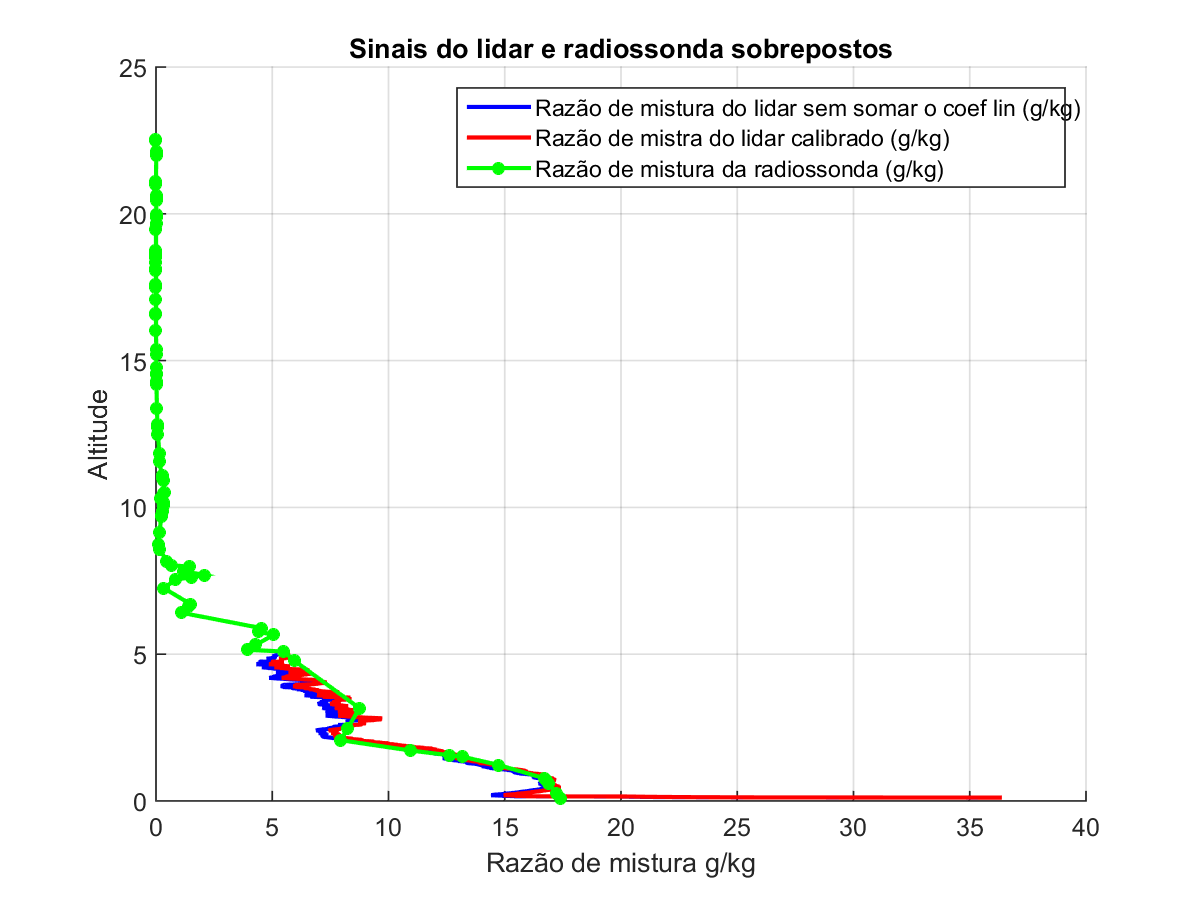 Sinais do lidar e radiossonda sobrepostos
25
Razão de mistura do lidar sem somar o coef lin (g/kg)
Razão de mistra do lidar calibrado (g/kg)
Razão de mistura da radiossonda (g/kg)
20
15
Altitude
10
5
0
0 5 10 15 20 25 30 35 40
Razão de mistura g/kg